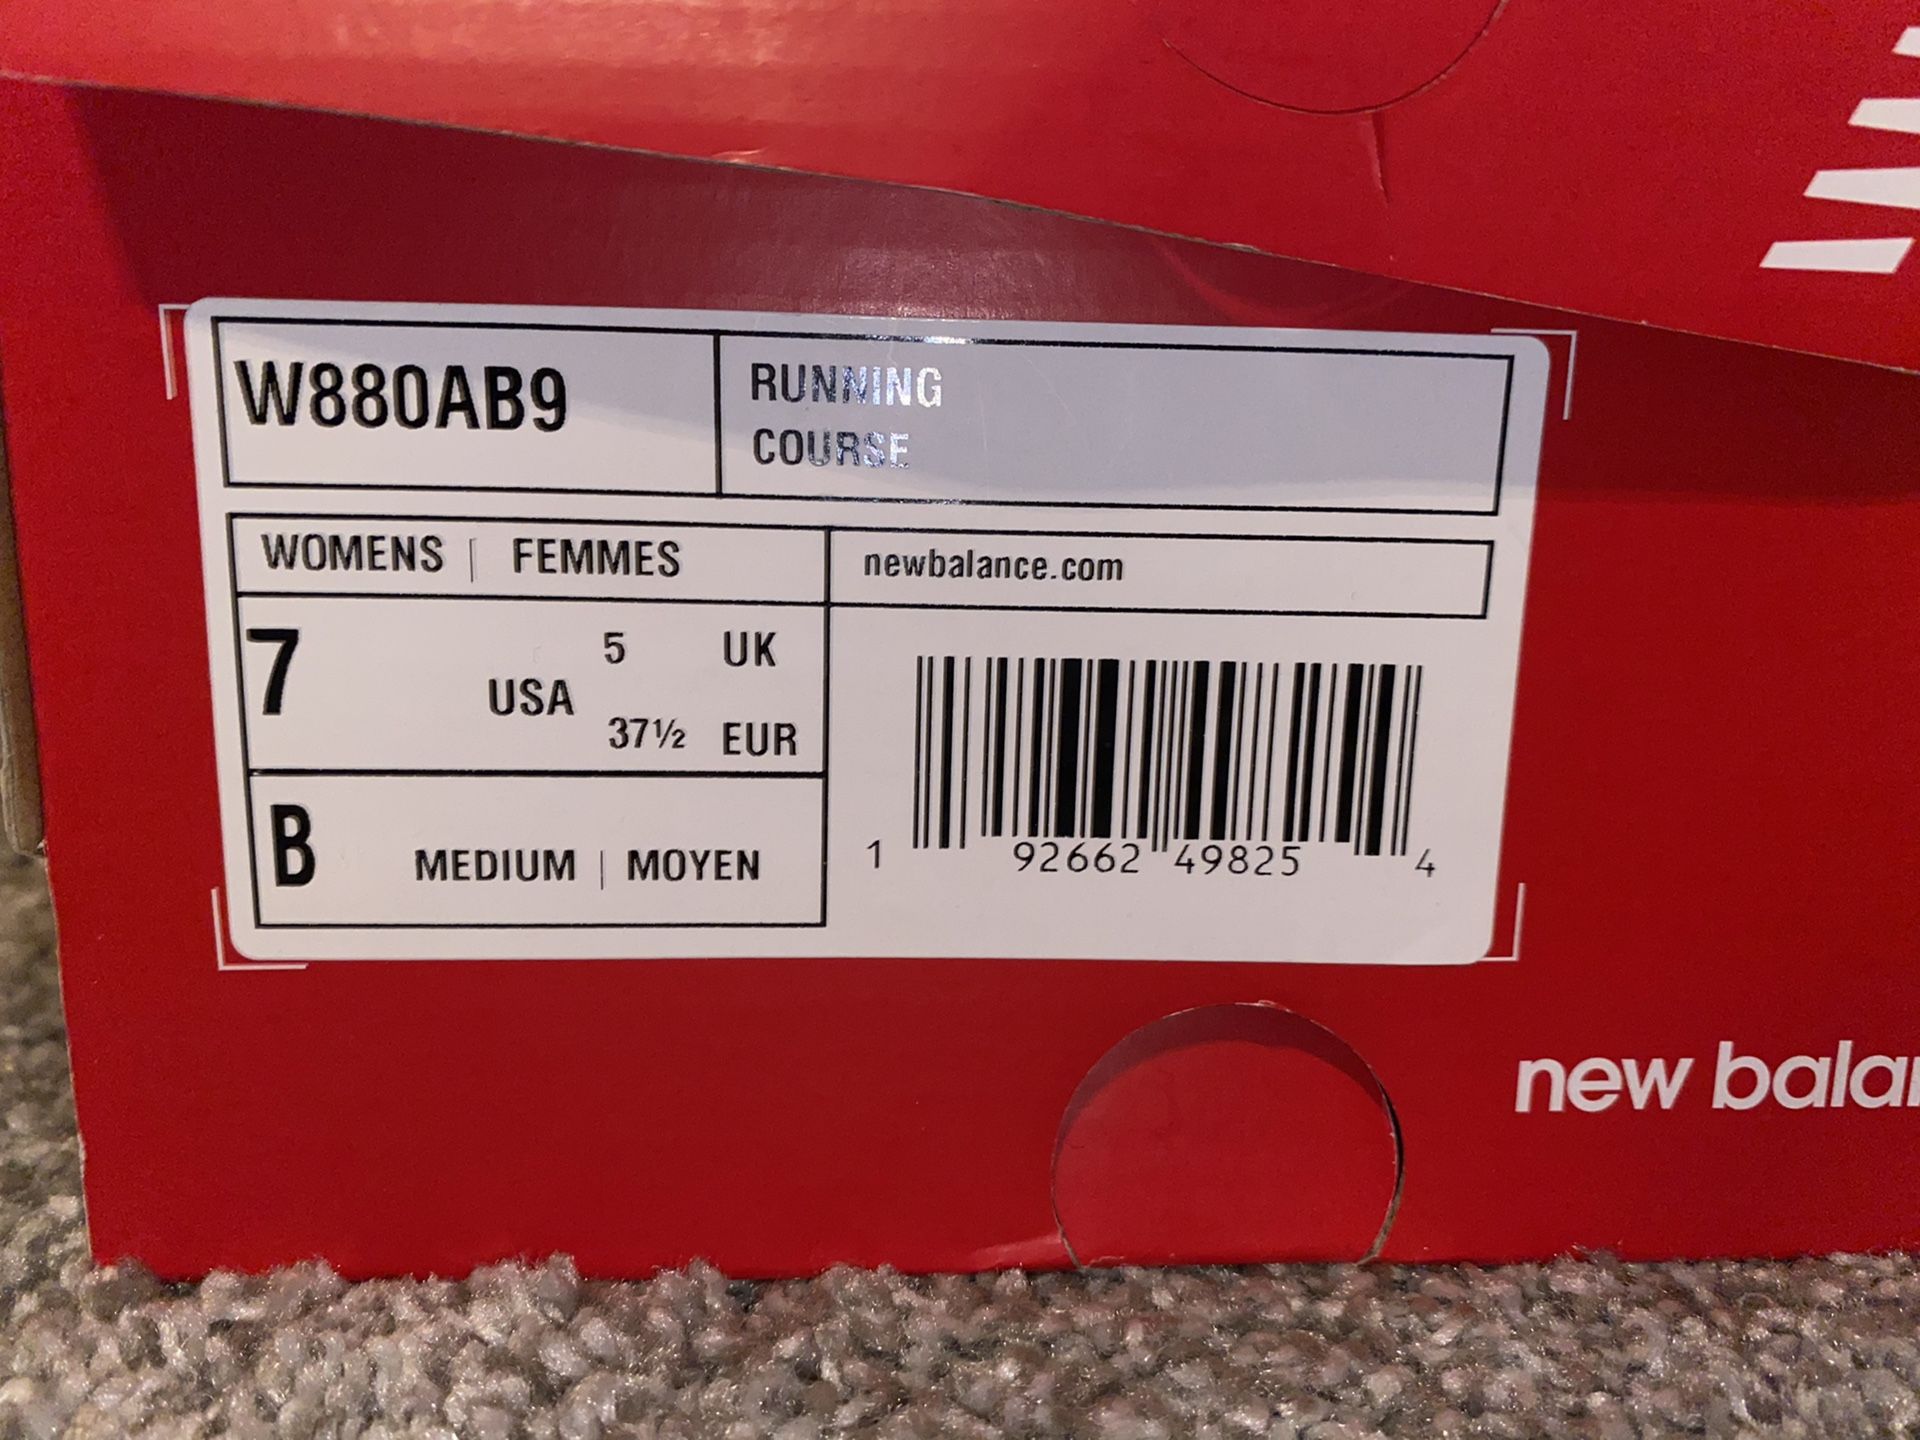 W880AB9
RUNNING
COURSE
WOMENS | FEMMES
newbalance.com
7 USA
5 UK
37½ EUR
B MEDIUM | MOYEN
1 92662 49825 4
new